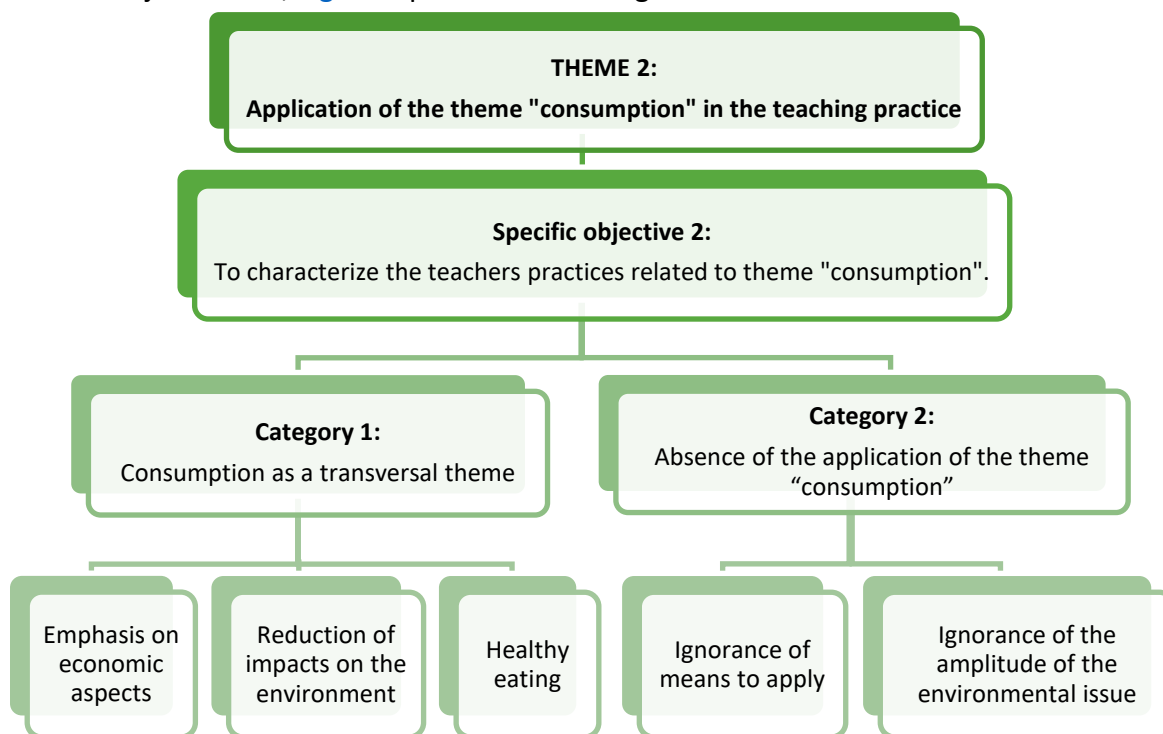 THEME 2:
Application of the theme "consumption" in the teaching practice
Specific objective 2:
To characterize the teachers practices related to theme "consumption".
Category 1:
Consumption as a transversal theme
Category 2:
Absence of the application of the theme
“consumption”
Emphasis on
economic
aspects
Reduction of
impacts on the
environment
Healthy
eating
Ignorance of
means to apply
Ignorance of the
amplitude of the
environmental issue